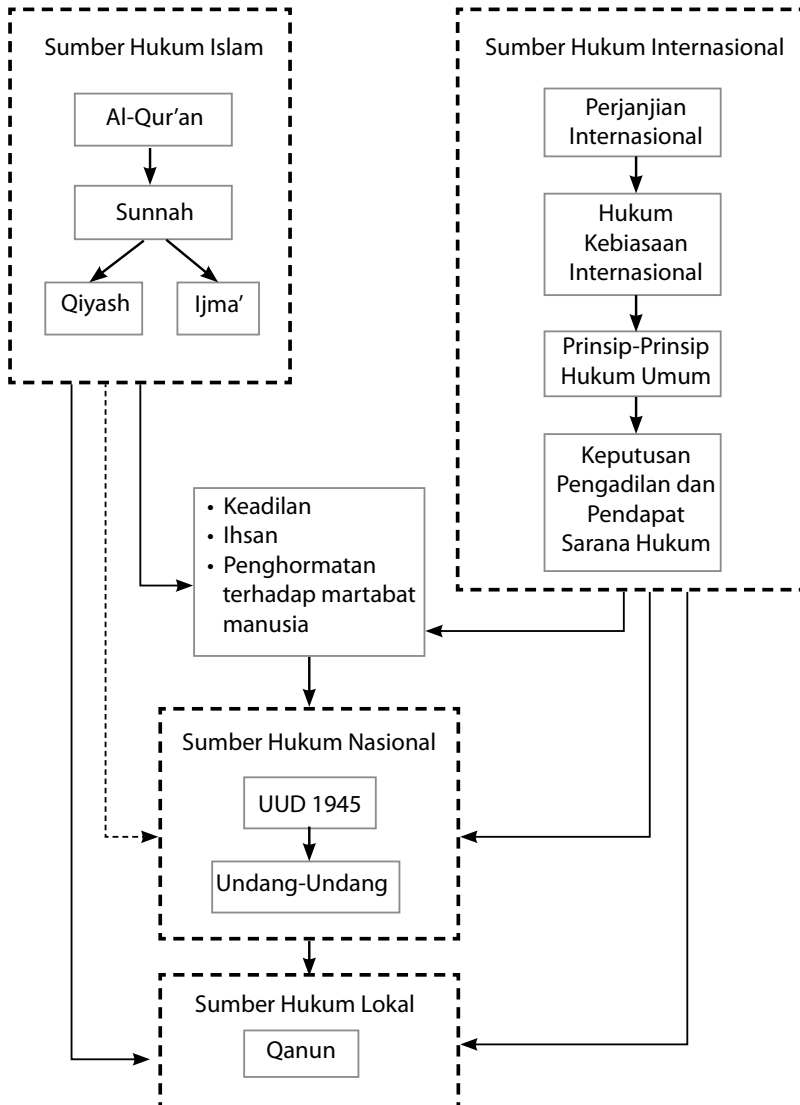 Sumber Hukum Islam
Al-Qur’an
Sunnah
Qiyash
Ijma’
Sumber Hukum Internasional
Perjanjian
Internasional
Hukum
Kebiasaan
Internasional
Prinsip-Prinsip
Hukum Umum
Keputusan
Pengadilan dan
Pendapat
Sarana Hukum
• Keadilan
• Ihsan
• Penghormatan
terhadap martabat
manusia
Sumber Hukum Nasional
UUD 1945
Undang-Undang
Sumber Hukum Lokal
Qanun